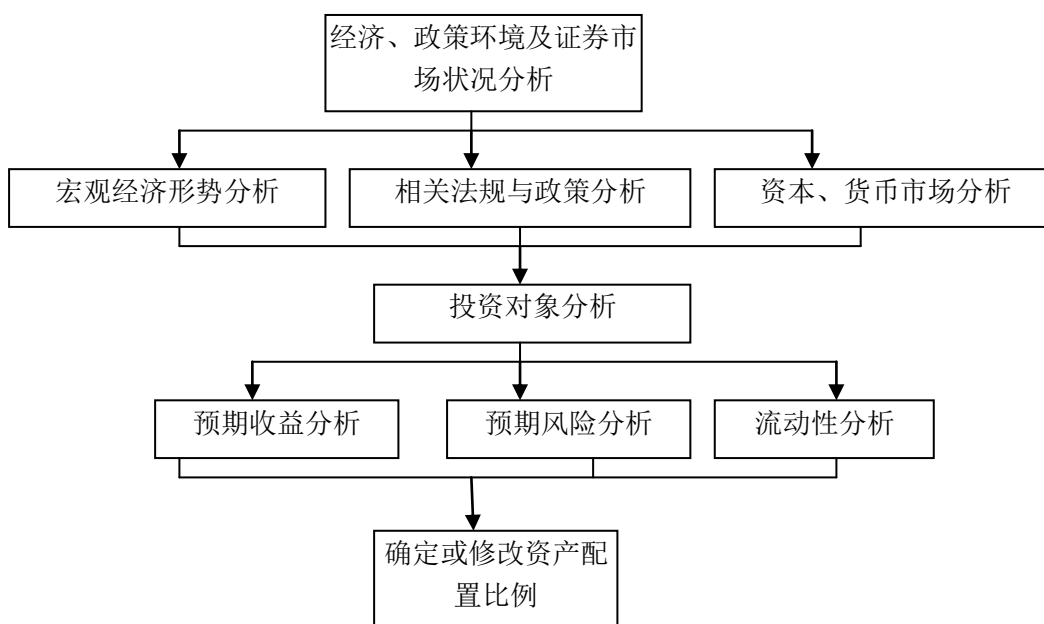 经济、政策环境及证券市
场状况分析
宏观经济形势分析
相关法规与政策分析
资本、货币市场分析
投资对象分析
预期收益分析
预期风险分析
流动性分析
确定或修改资产配
置比例